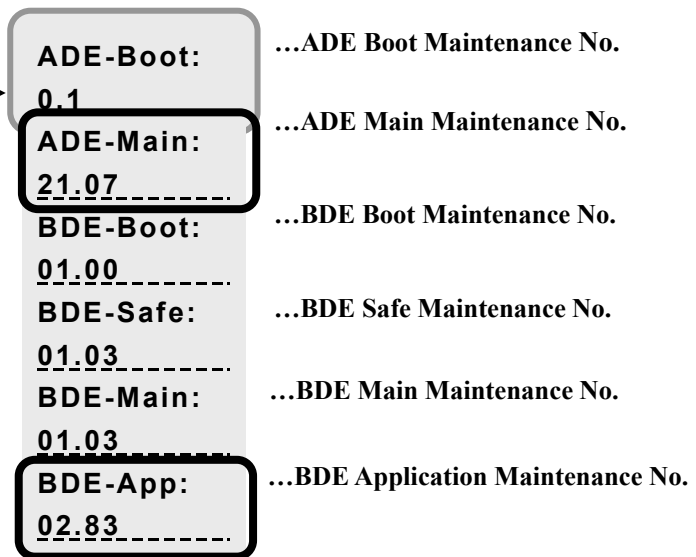 ADE-Boot:
…ADE Boot Maintenance No.
0.1
ADE-Main:
…ADE Main Maintenance No.
21.07
BDE-Boot:
…BDE Boot Maintenance No.
01.00
BDE-Safe:
…BDE Safe Maintenance No.
01.03
BDE-Main:
…BDE Main Maintenance No.
01.03
BDE-App:
…BDE Application Maintenance No.
02.83